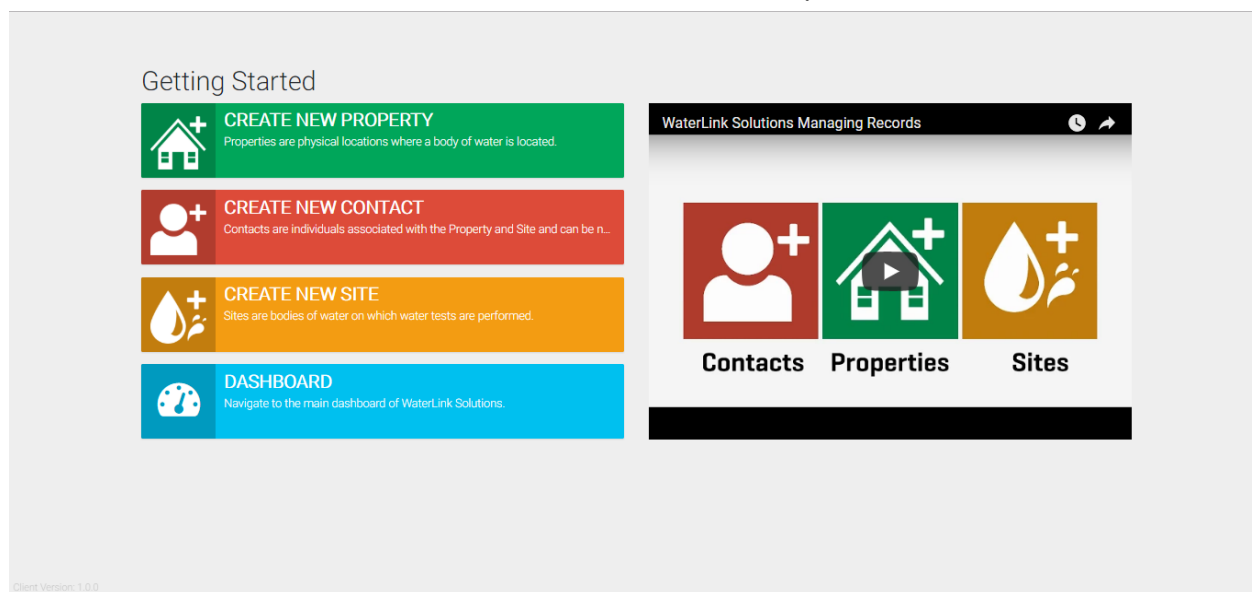 Getting Started
CREATE NEW PROPERTY
Properties are physical locations where a body of water is located.
CREATE NEW CONTACT
Contacts are individuals associated with the Property and Site and can be n...
CREATE NEW SITE
Sites are bodies of water on which water tests are performed.
DASHBOARD
Navigate to the main dashboard of WaterLink Solutions.
WaterLink Solutions Managing Records
Contacts Properties Sites
Client Version: 1.0.0